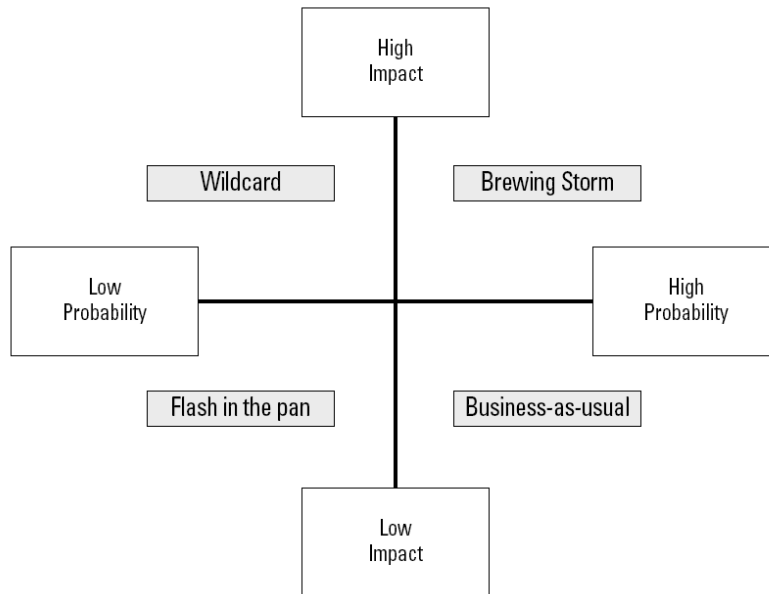 High
Impact
Wildcard
Brewing Storm
Low
Probability
High
Probability
Flash in the pan
Business-as-usual
Low
Impact